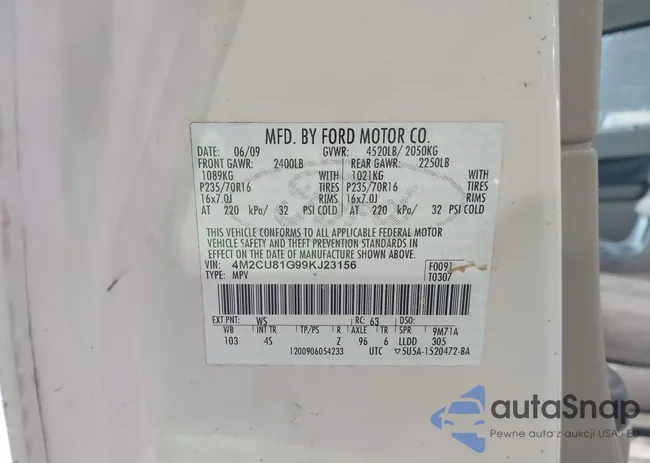 MFD. BY FORD MOTOR CO.
DATE: 06/09 GVWR: 4520LB/ 2050KG
FRONT GAWR: 2400LB REAR GAWR: 2250LB
1089KG WITH 1021KG WITH
P235/70R16 TIRES P235/70R16 TIRES
16x7.0J RIMS 16x7.0J RIMS
AT 220 kPa/ 32 PSI COLD AT 220 kPa/ 32 PSI COLD
THIS VEHICLE CONFORMS TO ALL APPLICABLE FEDERAL MOTOR
VEHICLE SAFETY AND THEFT PREVENTION STANDARDS IN
EFFECT ON THE DATE OF MANUFACTURE SHOWN ABOVE.
VIN: 4M2CU81G99KJ23156 F0091
TYPE: MPV T0307
EXT PNT: WS RC: 63 DSO:
WB INT TR TP/PS R AXLE TR SPR 9M71A
103 4S Z 96 6 LLDD 305
1200906054233 UTC ▽5U5A-1520472-BA
autoSnap
Pewne auta z aukcji USA i EU